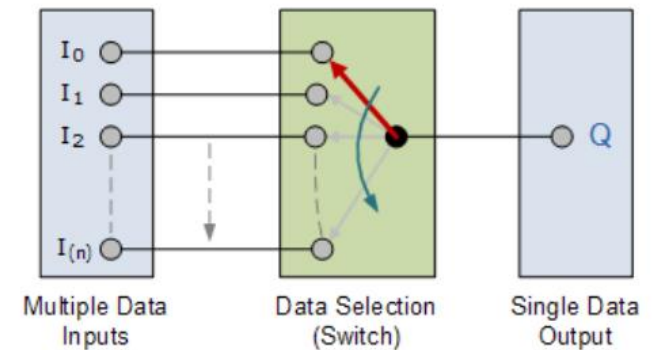 I0
I1
I2
I(n)
Q
Multiple Data
Inputs
Data Selection
(Switch)
Single Data
Output